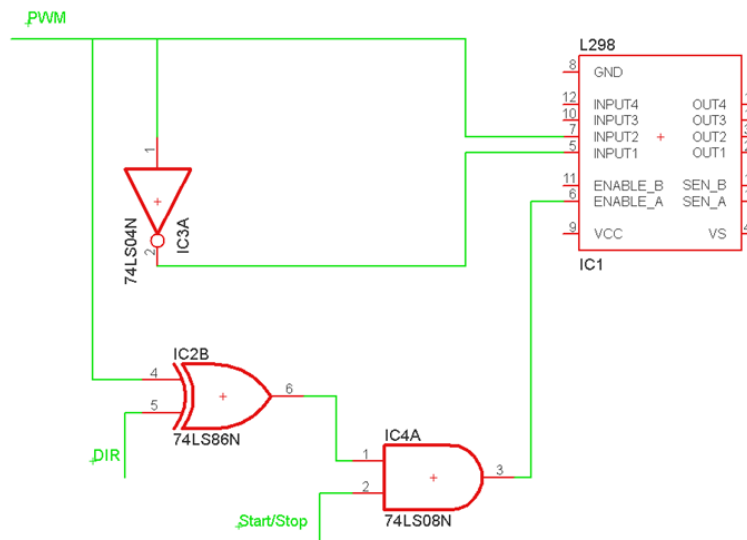 PWM
L298
8 GND
12 INPUT4 OUT4
10 INPUT3 OUT3
7 INPUT2 OUT2
5 INPUT1 OUT1
11 ENABLE_B SEN_B
6 ENABLE_A SEN_A
9 VCC VS
IC1
1
74LS04N
IC3A
2
IC2B
4
5
6
74LS86N
DIR
IC4A
1
2
3
74LS08N
Start/Stop